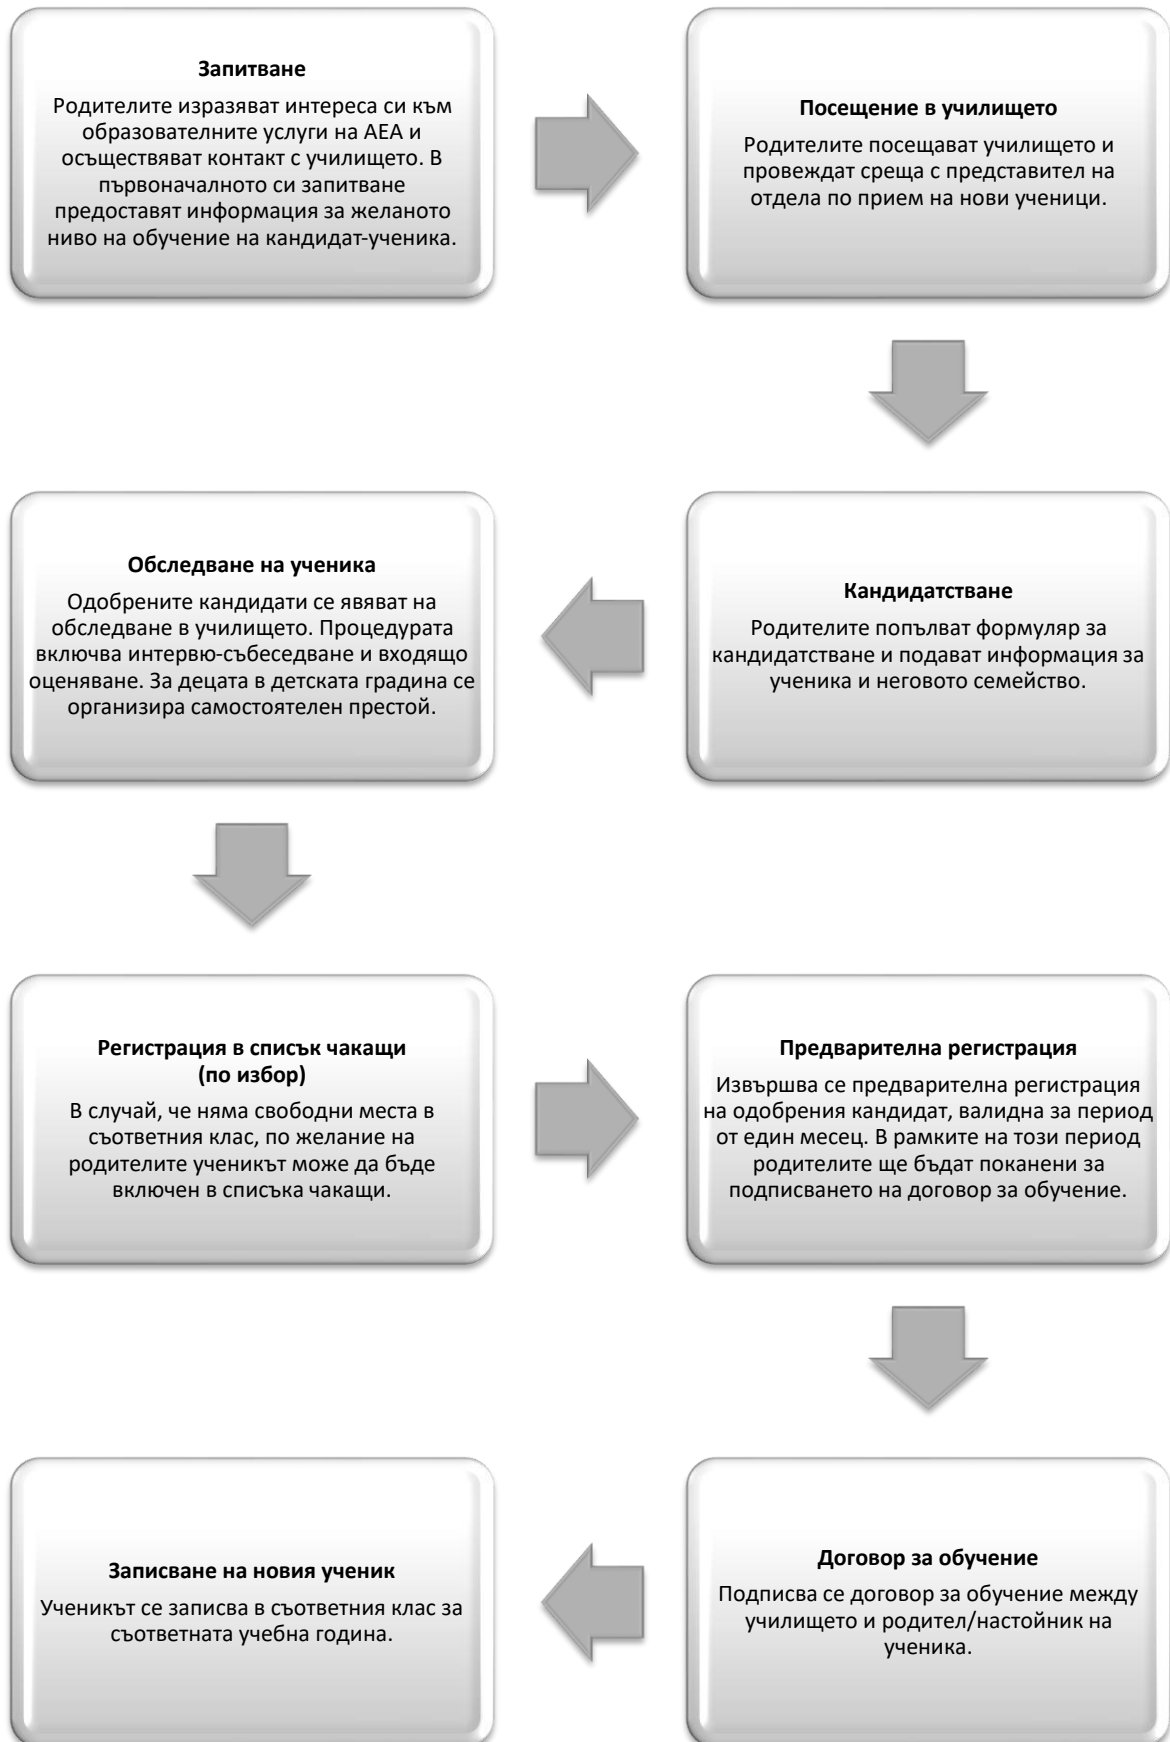 Запитване
Родителите изразяват интереса си към
образователните услуги на АЕА и
осъществяват контакт с училището. В
първоначалното си запитване
предоставят информация за желаното
ниво на обучение на кандидат-ученика.
Посещение в училището
Родителите посещават училището и
провеждат среща с представител на
отдела по прием на нови ученици.
Кандидатстване
Родителите попълват формуляр за
кандидатстване и подават информация за
ученика и неговото семейство.
Обследване на ученика
Одобрените кандидати се явяват на
обследване в училището. Процедурата
включва интервю-събеседване и входящо
оценяване. За децата в детската градина се
организира самостоятелен престой.
Регистрация в списък чакащи
(по избор)
В случай, че няма свободни места в
съответния клас, по желание на
родителите ученикът може да бъде
включен в списъка чакащи.
Предварителна регистрация
Извършва се предварителна регистрация
на одобрения кандидат, валидна за период
от един месец. В рамките на този период
родителите ще бъдат поканени за
подписването на договор за обучение.
Договор за обучение
Подписва се договор за обучение между
училището и родител/настойник на
ученика.
Записване на новия ученик
Ученикът се записва в съответния клас за
съответната учебна година.